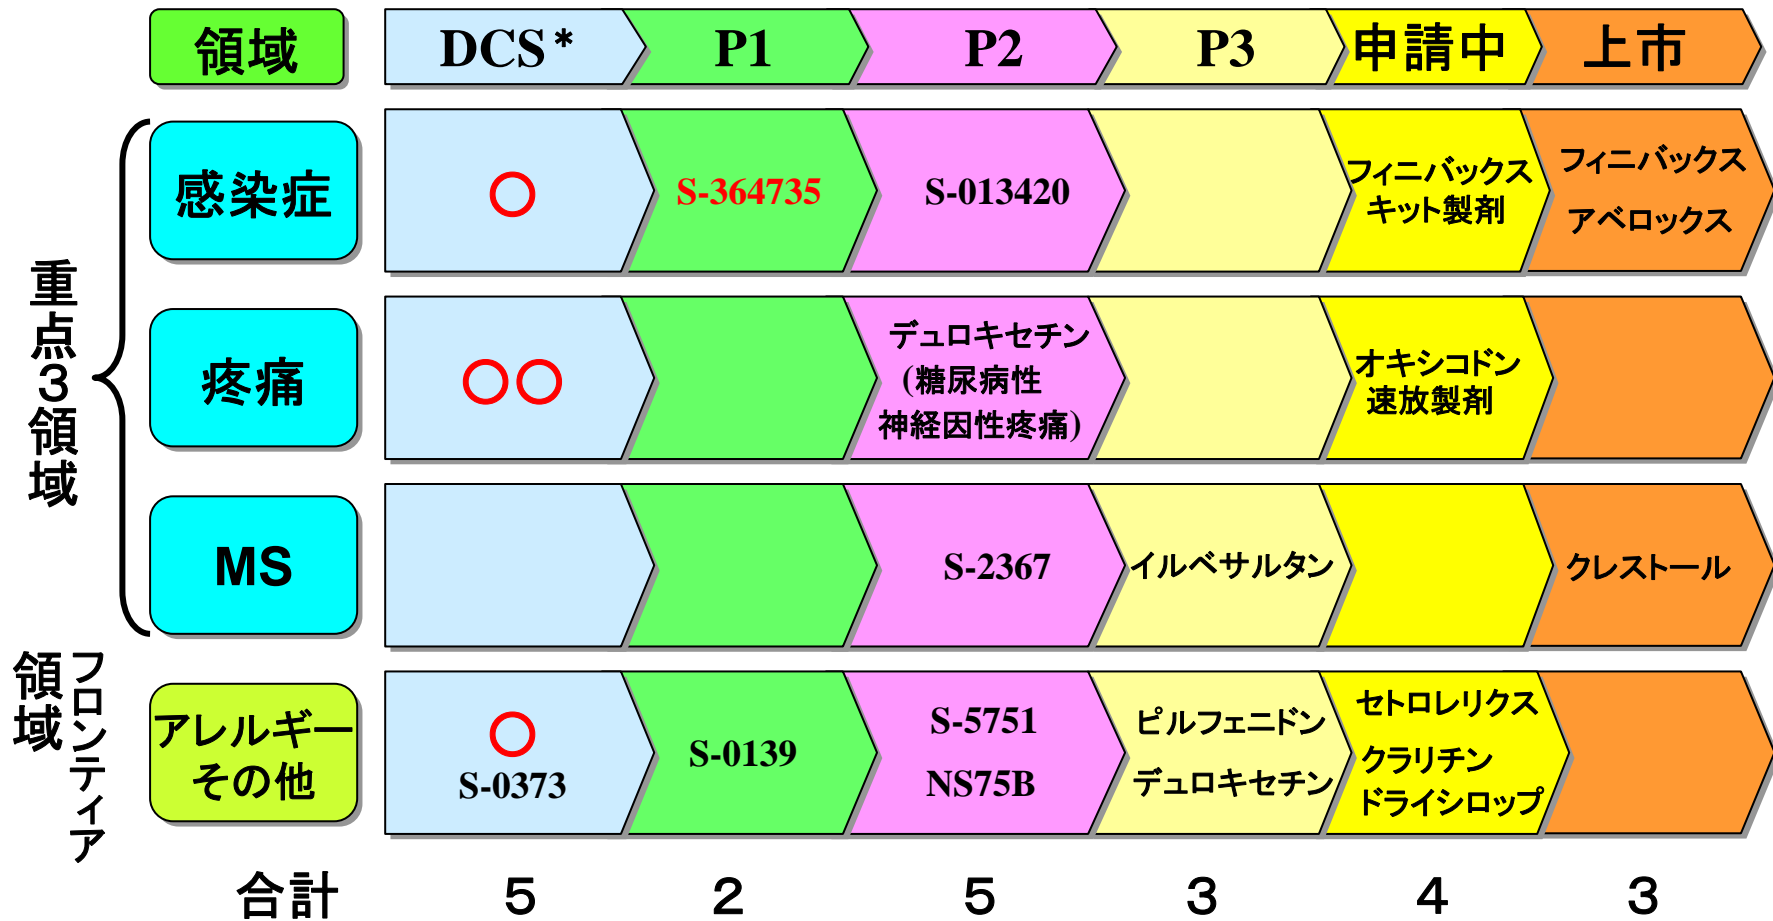 領域
DCS*
P1
P2
P3
申請中
上市
重点3領域
感染症
S-364735
S-013420
フィニバックス
キット製剤
フィニバックス
アベロックス
疼痛
デュロキセチン
(糖尿病性
神経因性疼痛)
オキシコドン
速放製剤
MS
S-2367
イルベサルタン
クレストール
フロンティア
領域
アレルギー
その他
S-0373
S-0139
S-5751
NS75B
ピルフェニドン
デュロキセチン
セトロレリクス
クラリチン
ドライシロップ
合計
5
2
5
3
4
3